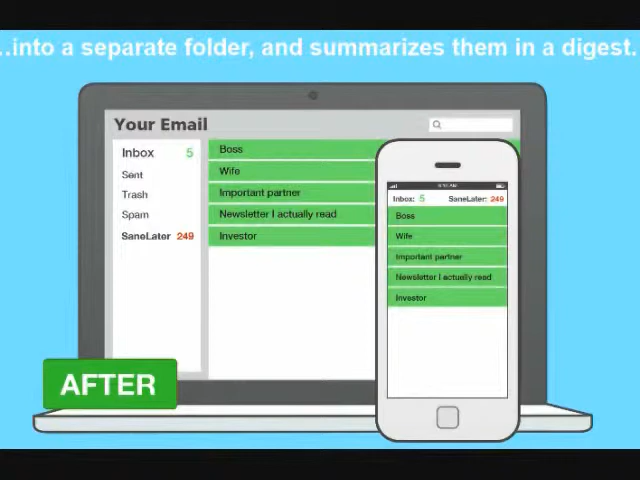 ..into a separate folder, and summarizes them in a digest.
Your Email
Inbox 5
Sent
Trash
Spam
SaneLater 249
Boss
Wife
Important partner
Newsletter I actually read
Investor
Inbox: 5 SaneLater: 249
Boss
Wife
Important partner
Newsletter I actually read
Investor
AFTER